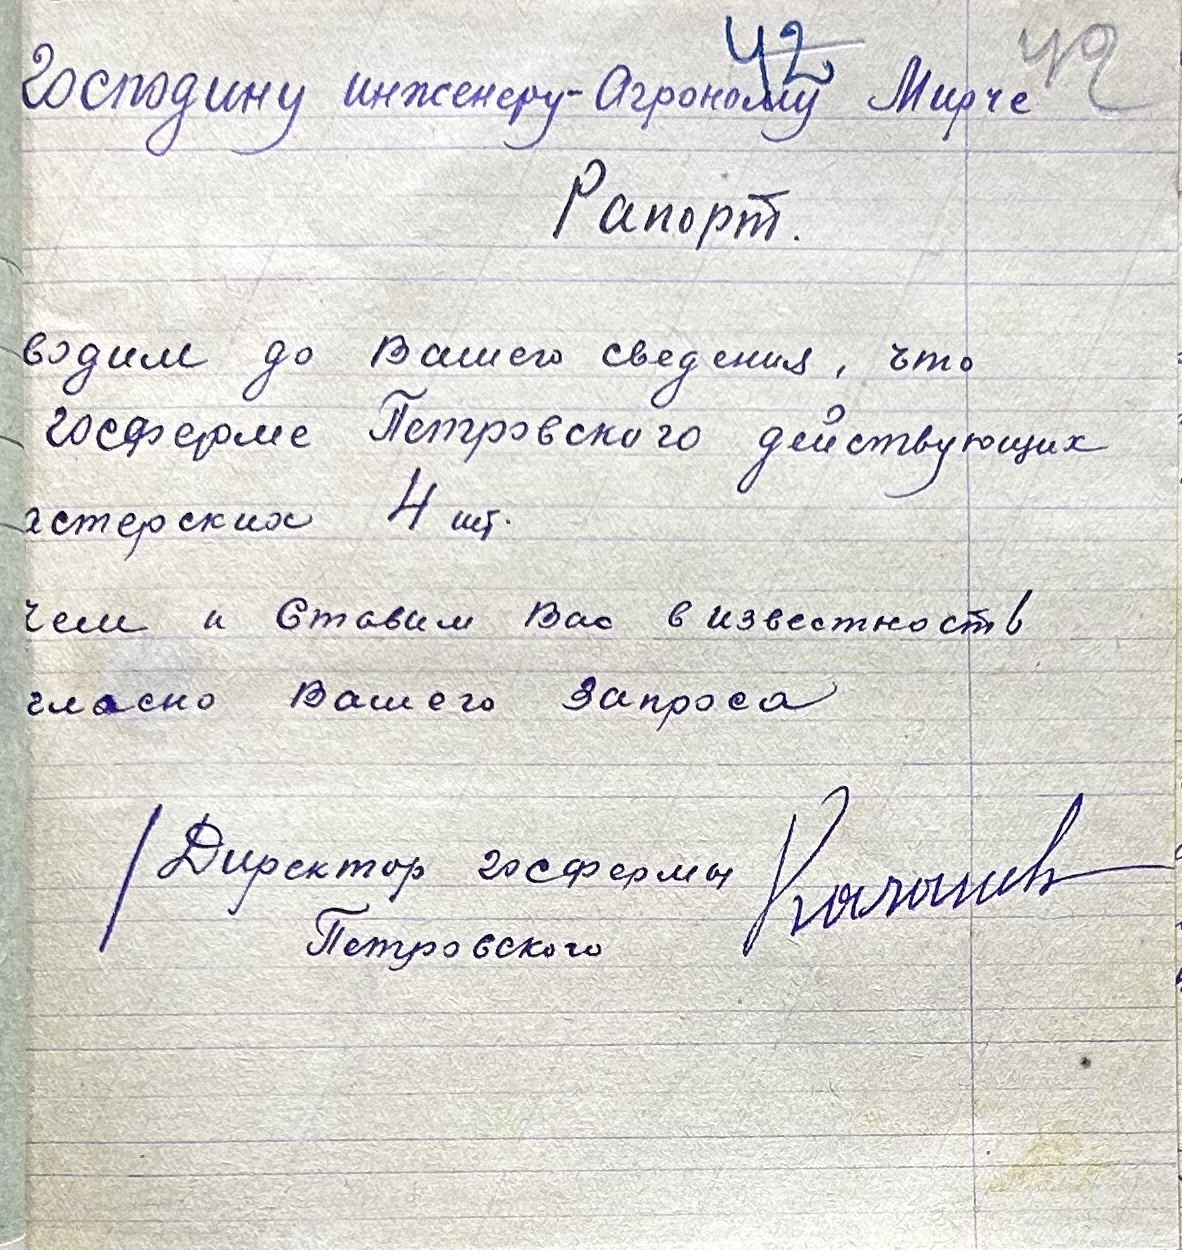 42 42
Господину инженеру-Агроному Мирче
Рапорт.
водим до Вашего сведения, что
госферме Петровского действующих
астерских 4 шт.
чем и Ставим Вас в известность
гласно Вашего Запроса
/ Директор госфермы
Петровского